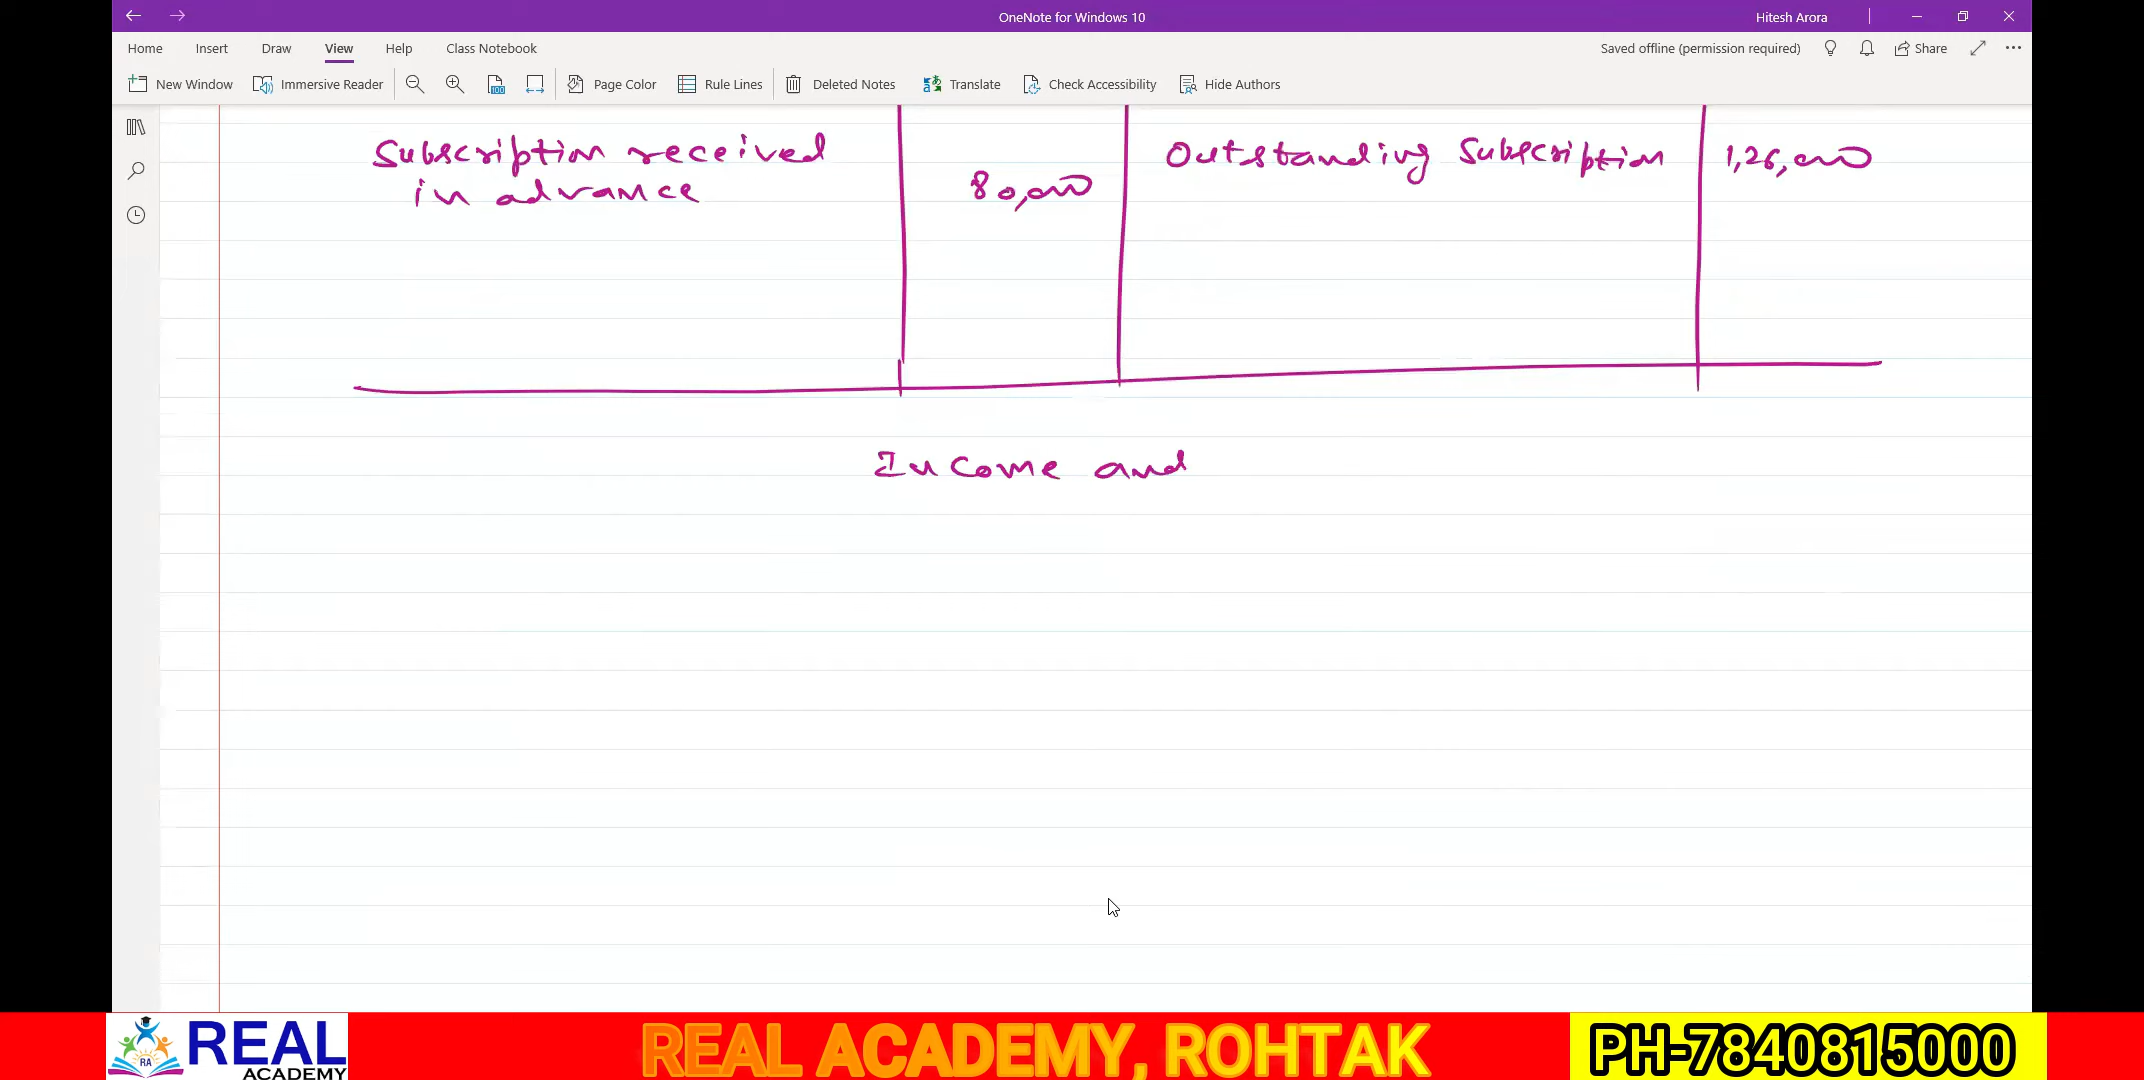 OneNote for Windows 10
Hitesh Arora
Home Insert Draw View Help Class Notebook
Saved offline (permission required) Share
New Window Immersive Reader 100 Page Color Rule Lines Deleted Notes Translate Check Accessibility Hide Authors
Subscription received
in advance 80,000
Outstanding Subscription 1,26,000
Income and
RA REAL
ACADEMY
REAL ACADEMY, ROHTAK
PH-7840815000